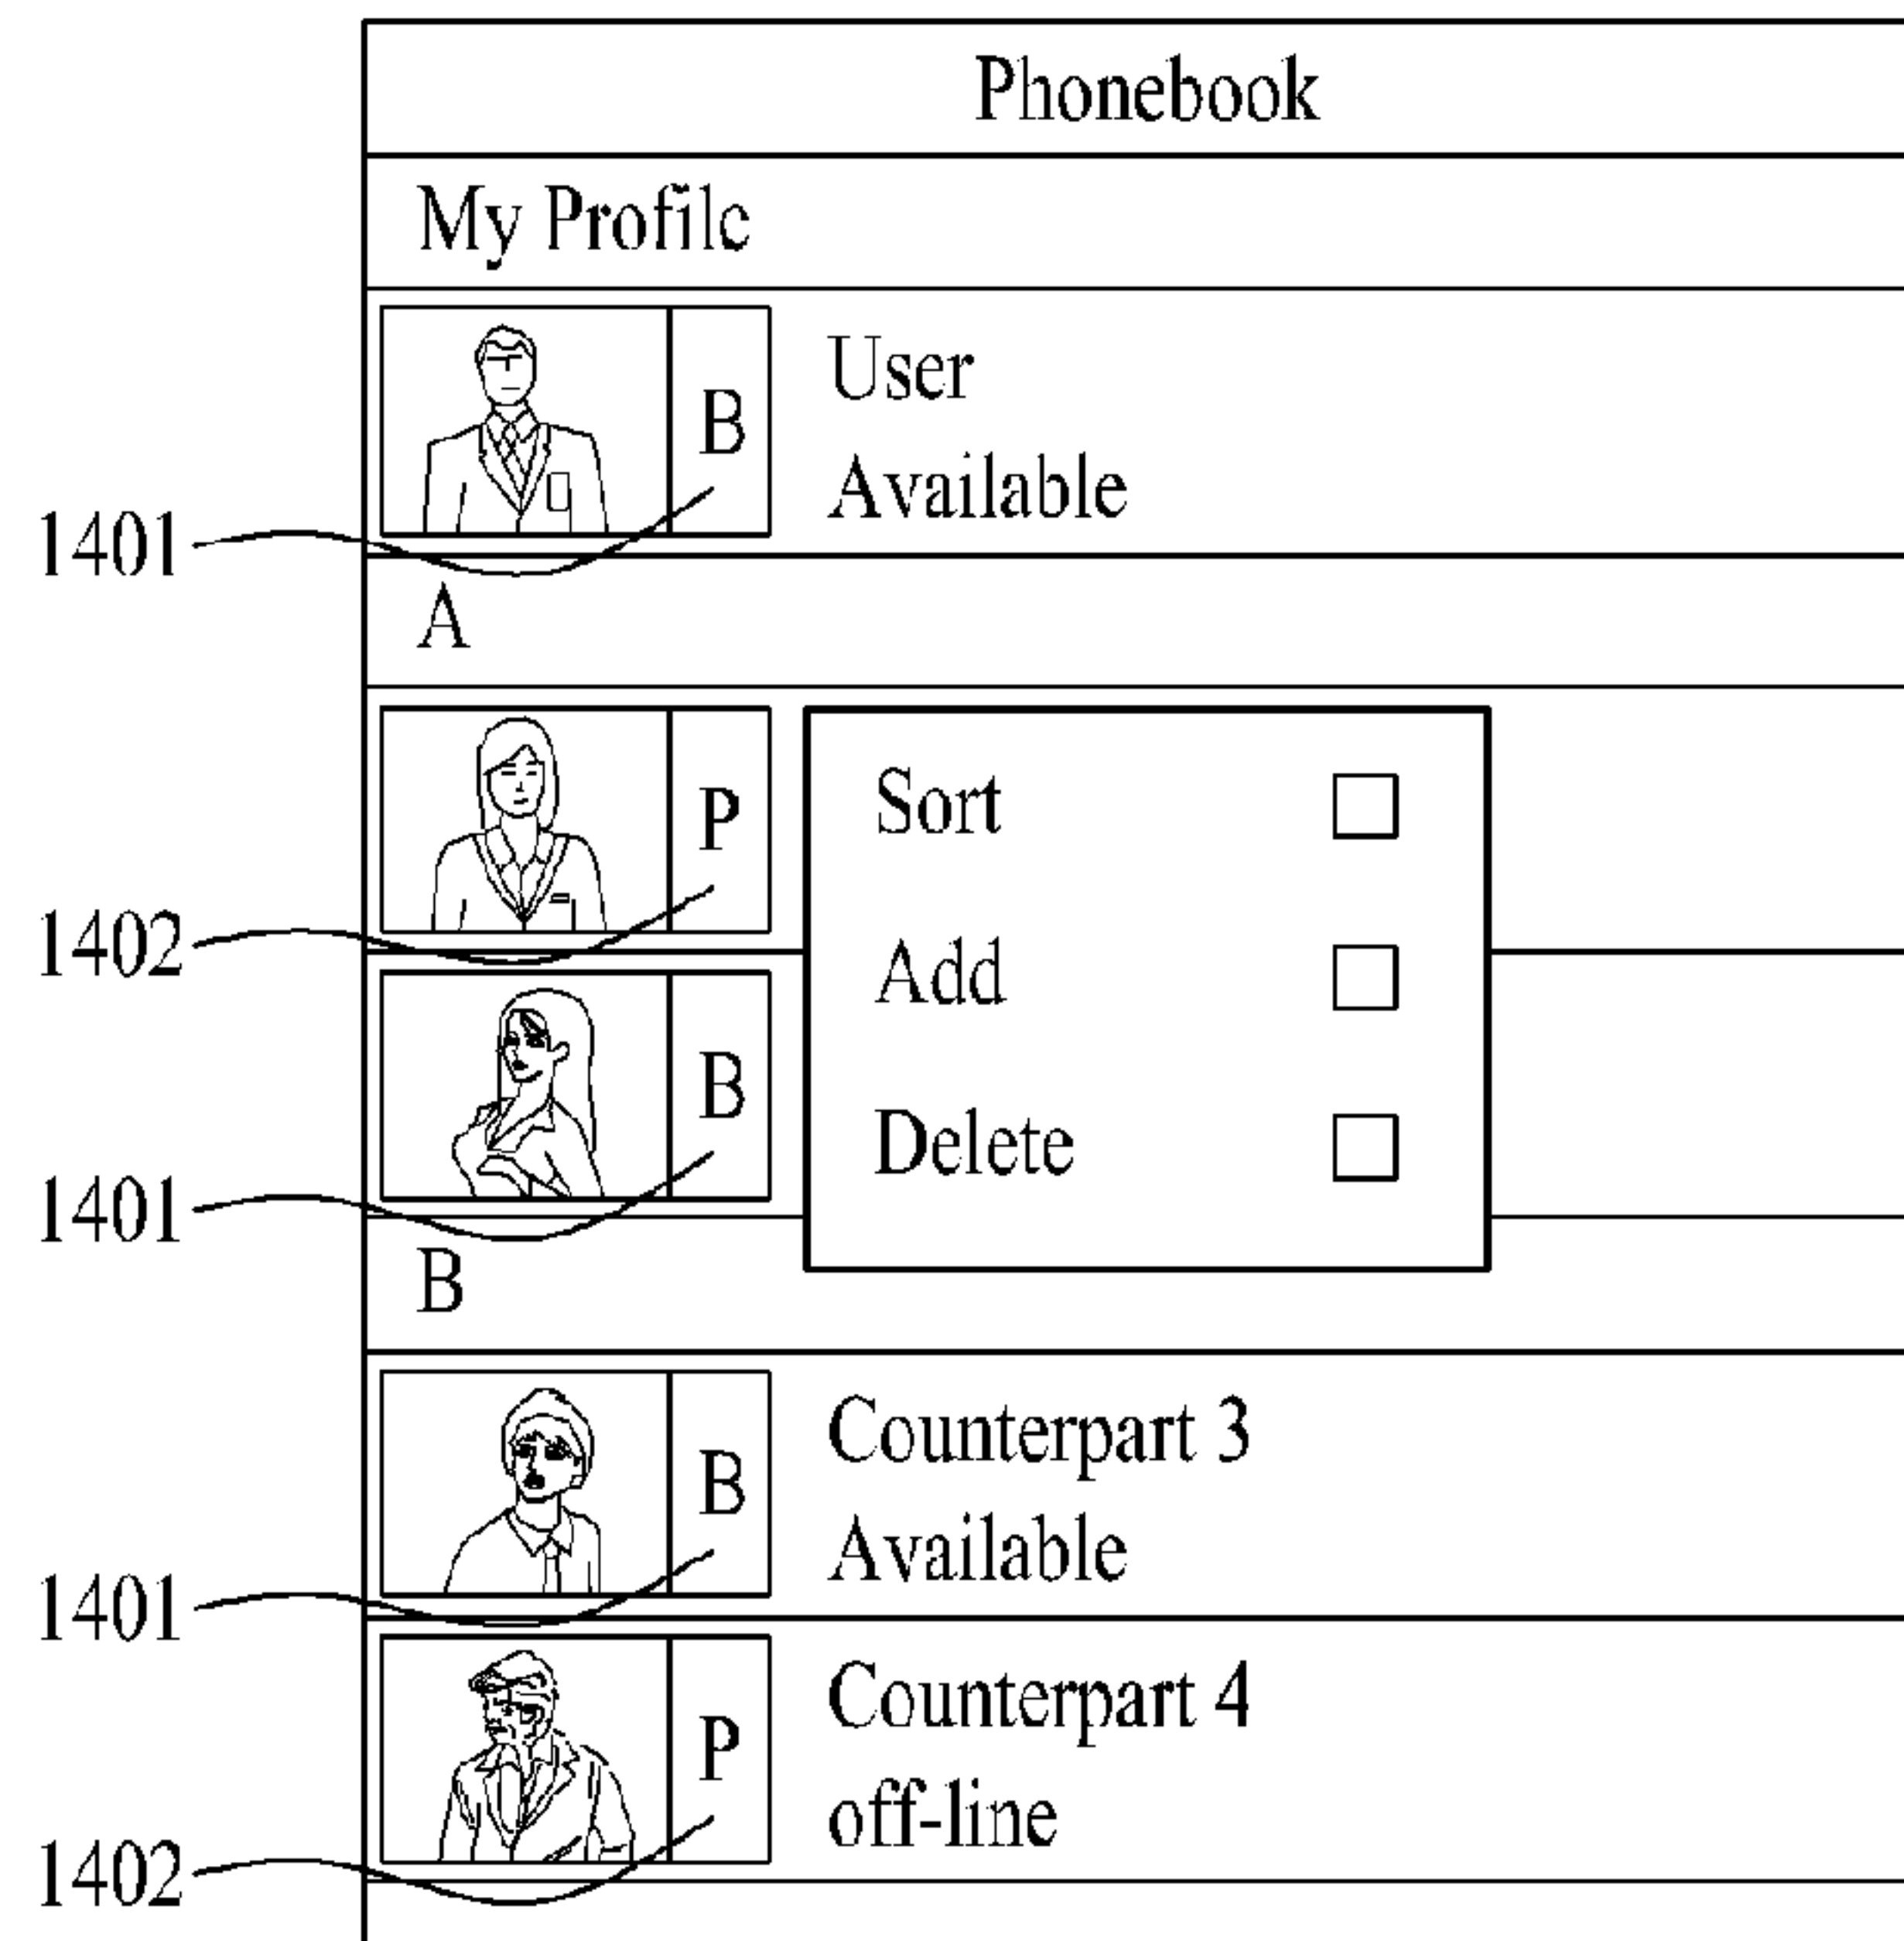 Phonebook
My Profile
B
User
Available
1401
A
P
Sort
1402
Add
B
Delete
1401
B
B
Counterpart 3
Available
1401
P
Counterpart 4
off-line
1402